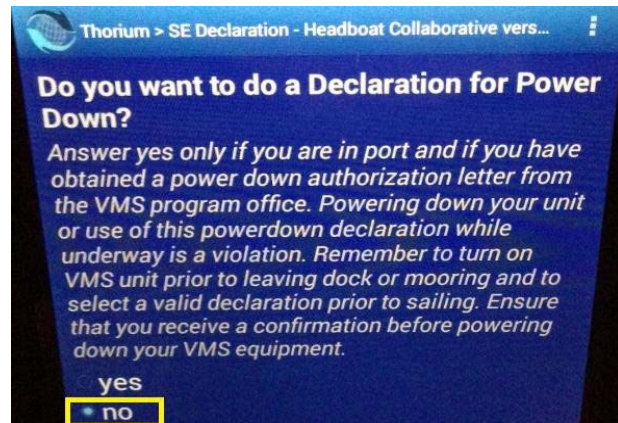 Thorium > SE Declaration - Headboat Collaborative vers...
Do you want to do a Declaration for Power
Down?
Answer yes only if you are in port and if you have
obtained a power down authorization letter from
the VMS program office. Powering down your unit
or use of this powerdown declaration while
underway is a violation. Remember to turn on
VMS unit prior to leaving dock or mooring and to
select a valid declaration prior to sailing. Ensure
that you receive a confirmation before powering
down your VMS equipment.
yes
no